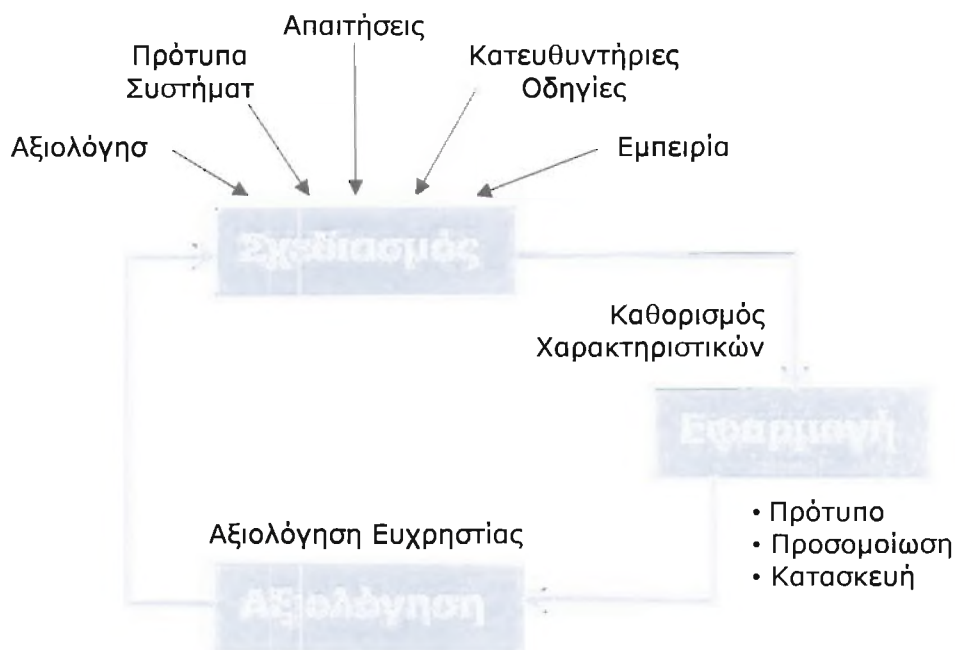 Απαιτήσεις
Πρότυπα
Συστήματ
Κατευθυντήριες
Οδηγίες
Αξιολόγησ
Εμπειρία
Σχεδιασμός
Καθορισμός
Χαρακτηριστικών
Εφαρμογή
• Πρότυπο
• Προσομοίωση
• Κατασκευή
Αξιολόγηση Ευχρηστίας
Αξιολόγηση